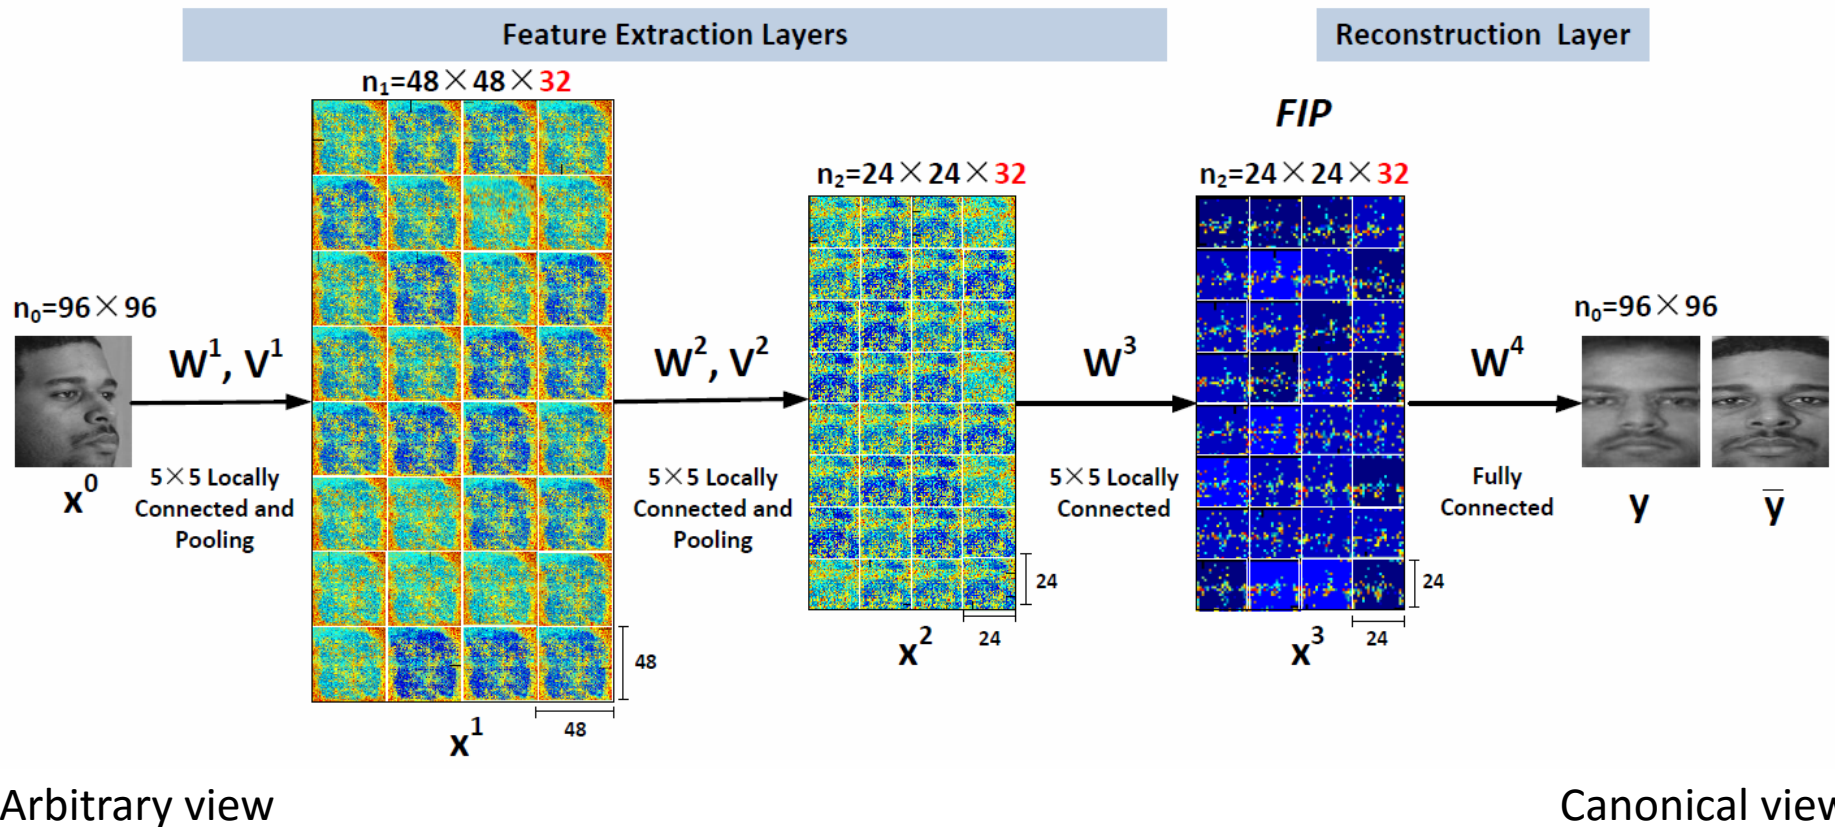 Feature Extraction Layers
Reconstruction Layer
n₁=48×48×32
FIP
n₂=24×24×32
n₂=24×24×32
n₀=96×96
n₀=96×96
W¹, V¹
W², V²
W³
W⁴
5×5 Locally
Connected and
Pooling
5×5 Locally
Connected and
Pooling
5×5 Locally
Connected
Fully
Connected
x⁰
y
y̅
24
24
24
x²
24
x³
48
48
x¹
Arbitrary view
Canonical view